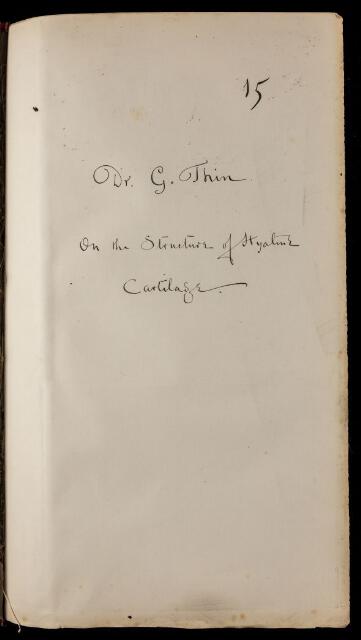 15
Dr. G. Thin
On the Structure of Hyaline
Cartilage.